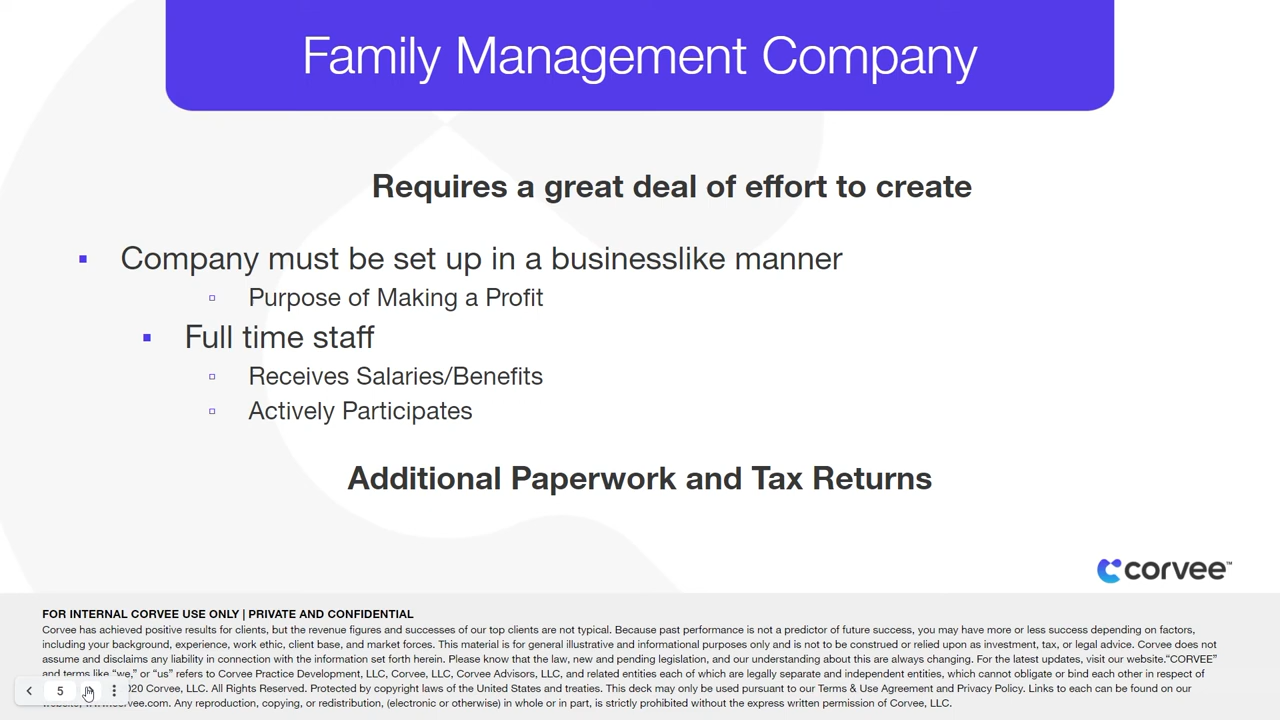 Family Management Company
Requires a great deal of effort to create
Company must be set up in a businesslike manner
Purpose of Making a Profit
Full time staff
Receives Salaries/Benefits
Actively Participates
Additional Paperwork and Tax Returns
corvee™
FOR INTERNAL CORVEE USE ONLY | PRIVATE AND CONFIDENTIAL
Corvee has achieved positive results for clients, but the revenue figures and successes of our top clients are not typical. Because past performance is not a predictor of future success, you may have more or less success depending on factors,
including your background, experience, work ethic, client base, and market forces. This material is for general illustrative and informational purposes only and is not to be construed or relied upon as investment, tax, or legal advice. Corvee does not
assume and disclaims any liability in connection with the information set forth herein. Please know that the law, new and pending legislation, and our understanding about this are always changing. For the latest updates, visit our website."CORVEE"
and terms like "we," or "us" refers to Corvee Practice Development, LLC, Corvee, LLC, Corvee Advisors, LLC, and related entities each of which are legally separate and independent entities, which cannot obligate or bind each other in respect of
5
20 Corvee, LLC. All Rights Reserved. Protected by copyright laws of the United States and treaties. This deck may only be used pursuant to our Terms & Use Agreement and Privacy Policy. Links to each can be found on our
corvee.com. Any reproduction, copying, or redistribution, (electronic or otherwise) in whole or in part, is strictly prohibited without the express written permission of Corvee, LLC.